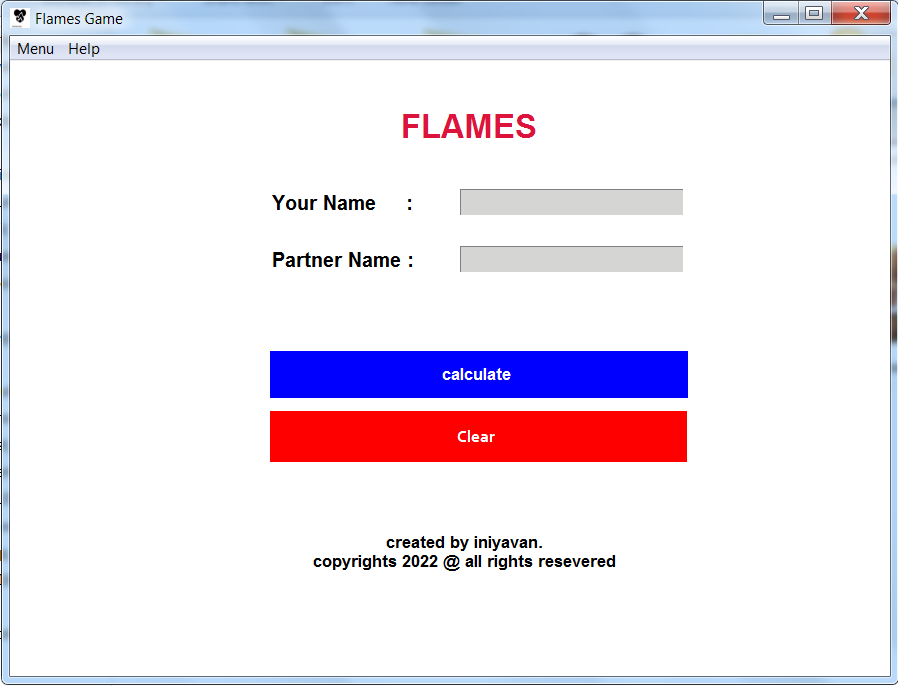 Flames Game
Menu Help
FLAMES
Your Name :
Partner Name :
calculate
Clear
created by iniyavan.
copyrights 2022 @ all rights resevered